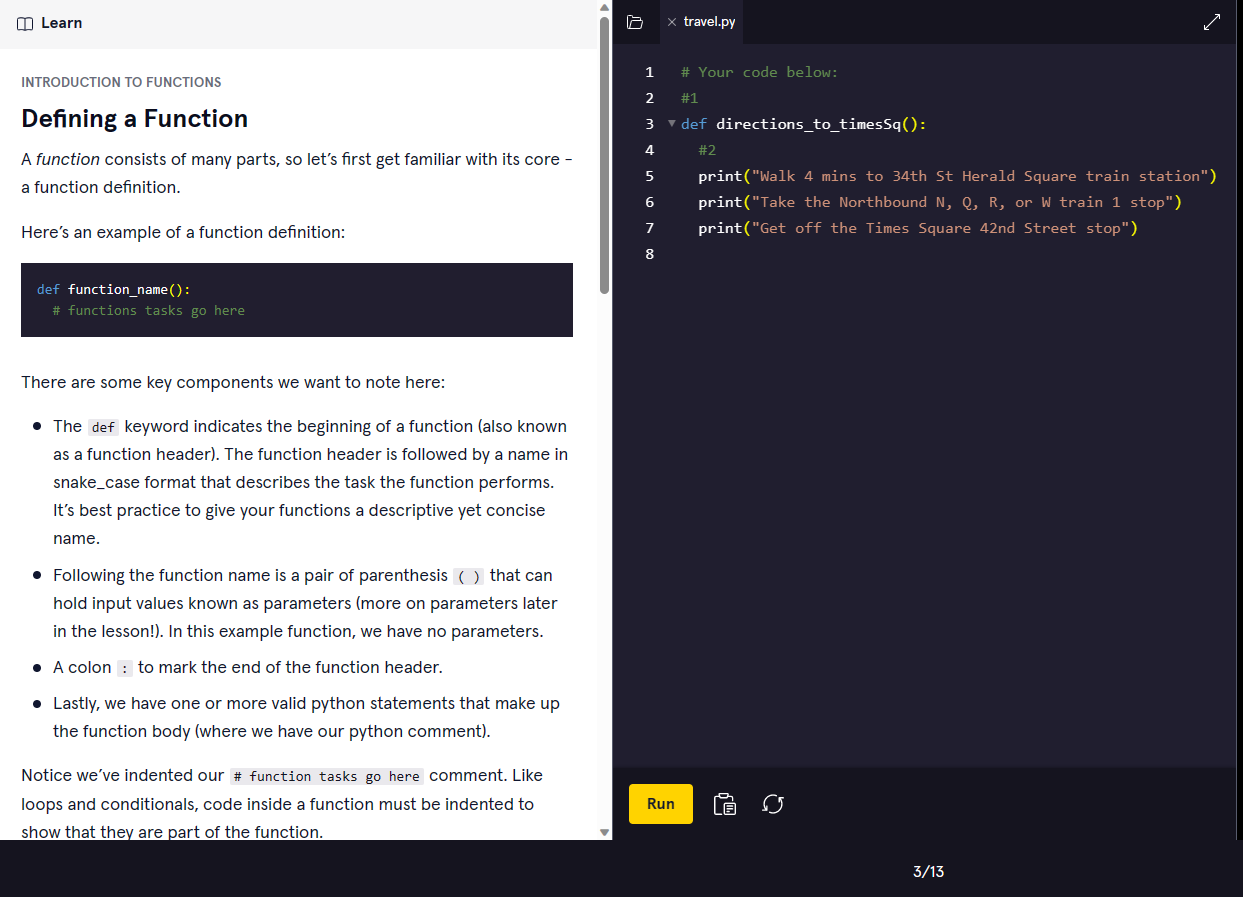 Learn
INTRODUCTION TO FUNCTIONS
Defining a Function
A function consists of many parts, so let’s first get familiar with its core –
a function definition.
Here’s an example of a function definition:
def function_name():
  # functions tasks go here
There are some key components we want to note here:
● The def keyword indicates the beginning of a function (also known
as a function header). The function header is followed by a name in
snake_case format that describes the task the function performs.
It’s best practice to give your functions a descriptive yet concise
name.
● Following the function name is a pair of parenthesis ( ) that can
hold input values known as parameters (more on parameters later
in the lesson!). In this example function, we have no parameters.
● A colon : to mark the end of the function header.
● Lastly, we have one or more valid python statements that make up
the function body (where we have our python comment).
Notice we’ve indented our # function tasks go here comment. Like
loops and conditionals, code inside a function must be indented to
show that they are part of the function.
travel.py
1 # Your code below:
2 #1
3 def directions_to_timesSq():
4   #2
5   print("Walk 4 mins to 34th St Herald Square train station")
6   print("Take the Northbound N, Q, R, or W train 1 stop")
7   print("Get off the Times Square 42nd Street stop")
8
Run
3/13